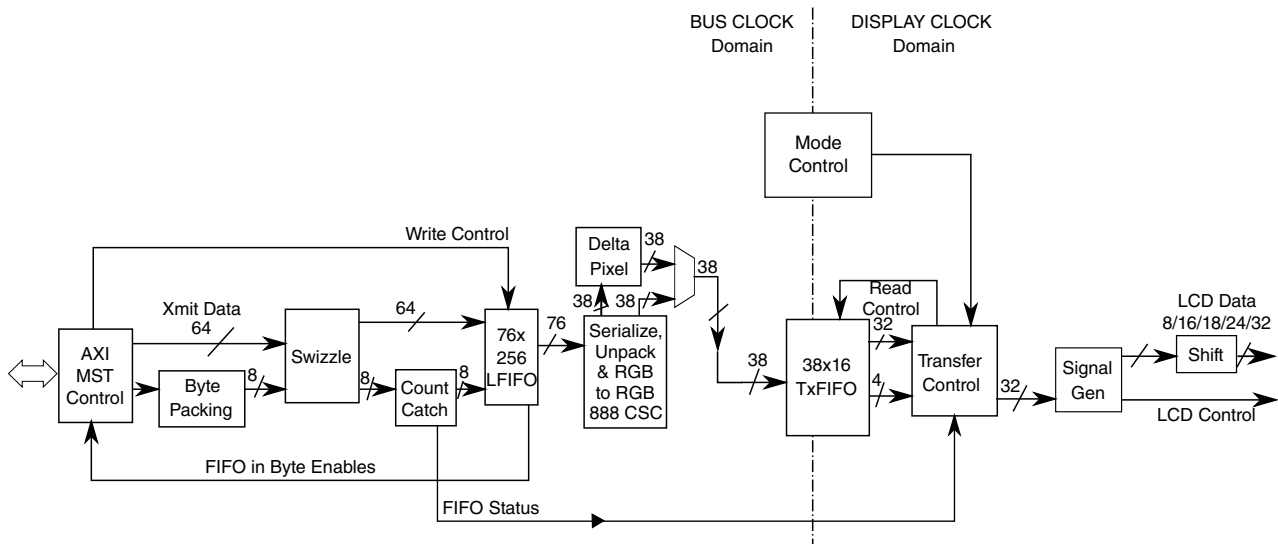 BUS CLOCK
Domain
DISPLAY CLOCK
Domain
Mode
Control
Write Control
Delta
Pixel
38
38
Read
Control
Xmit Data
64
64
76x
256
LFIFO
76
38
38
Serialize,
Unpack
& RGB
to RGB
888 CSC
AXI
MST
Control
Byte
Packing
8
Swizzle
8
Count
Catch
8
38
38x16
TxFIFO
32
4
Transfer
Control
32
Signal
Gen
LCD Data
8/16/18/24/32
Shift
LCD Control
FIFO in Byte Enables
FIFO Status